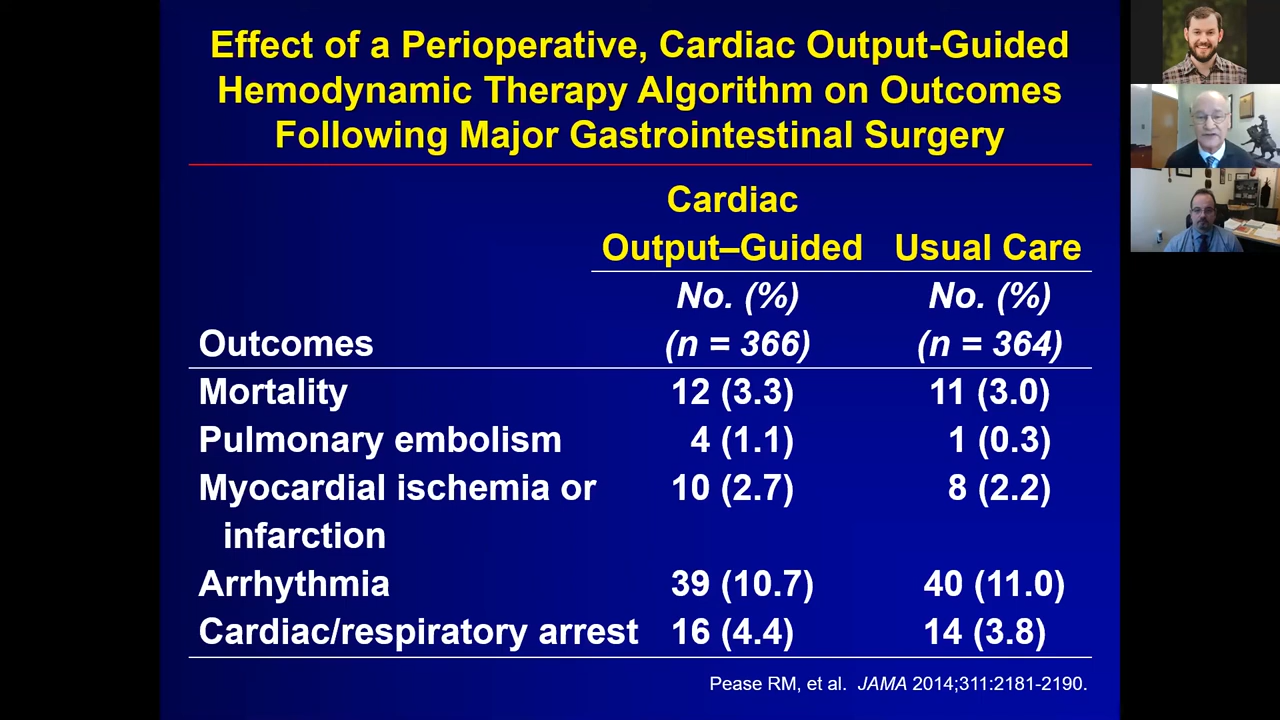 Effect of a Perioperative, Cardiac Output-Guided
Hemodynamic Therapy Algorithm on Outcomes
Following Major Gastrointestinal Surgery
Cardiac
Output–Guided Usual Care
No. (%) No. (%)
Outcomes (n = 366) (n = 364)
Mortality 12 (3.3) 11 (3.0)
Pulmonary embolism 4 (1.1) 1 (0.3)
Myocardial ischemia or 10 (2.7) 8 (2.2)
infarction
Arrhythmia 39 (10.7) 40 (11.0)
Cardiac/respiratory arrest 16 (4.4) 14 (3.8)
Pease RM, et al. JAMA 2014;311:2181-2190.